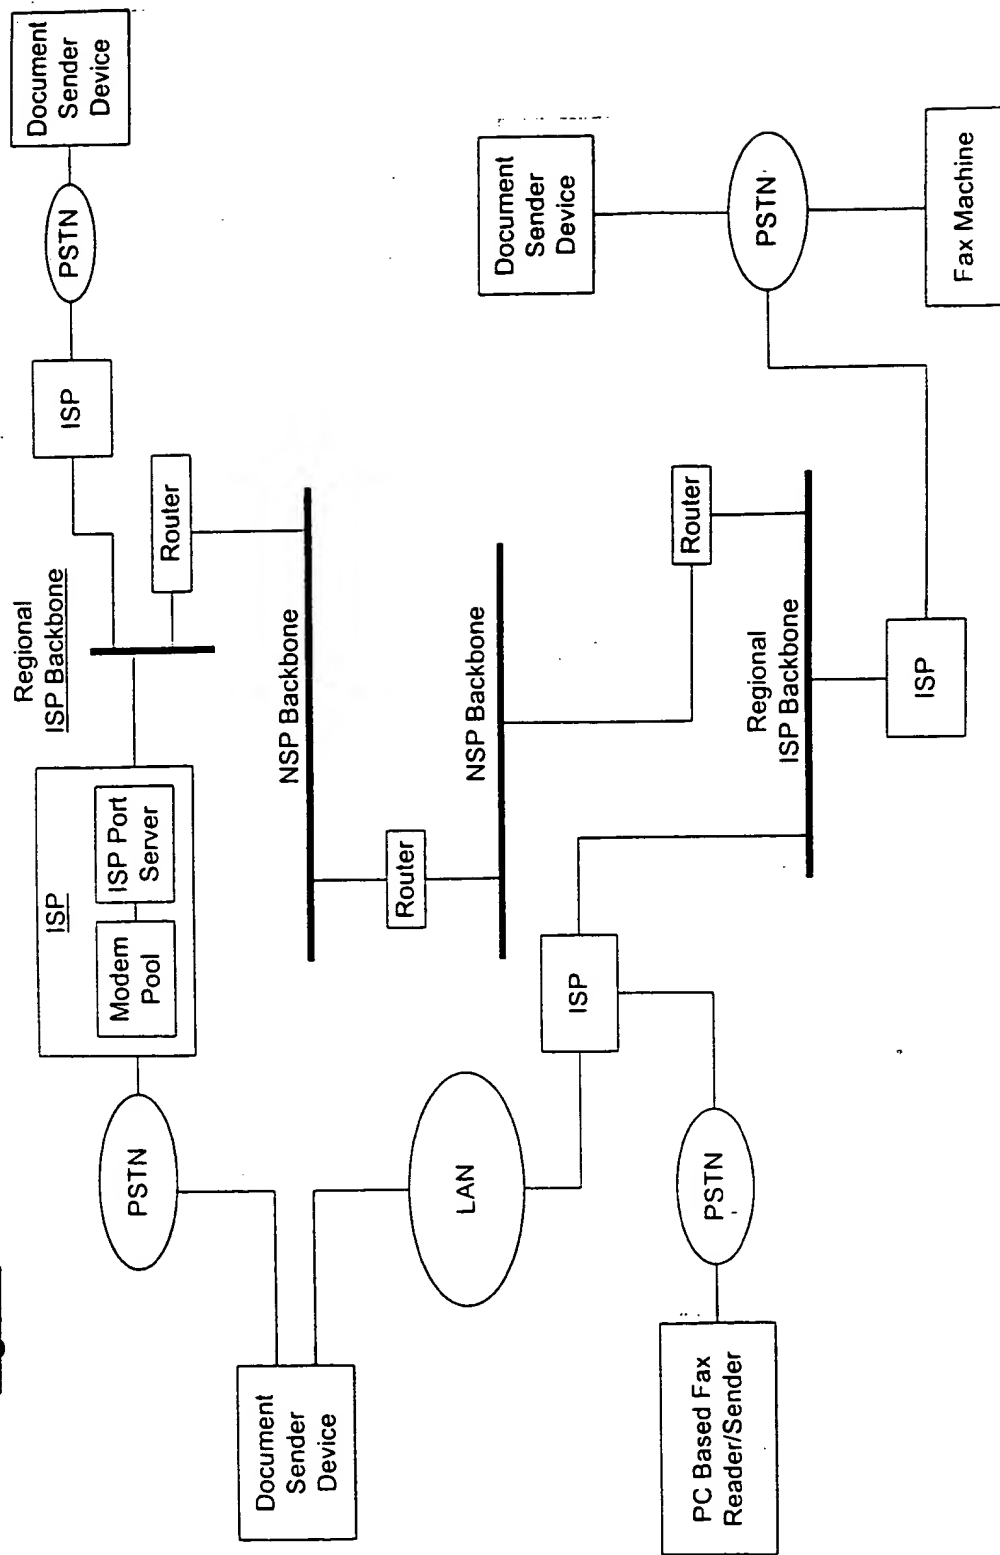 Document
Sender
Device
PSTN
ISP
Modem
Pool
ISP Port
Server
Regional
ISP Backbone
ISP
PSTN
Document
Sender
Device
Router
NSP Backbone
Router
NSP Backbone
LAN
ISP
Router
Regional
ISP Backbone
PC Based Fax
Reader/Sender
PSTN
ISP
Document
Sender
Device
PSTN
Fax Machine